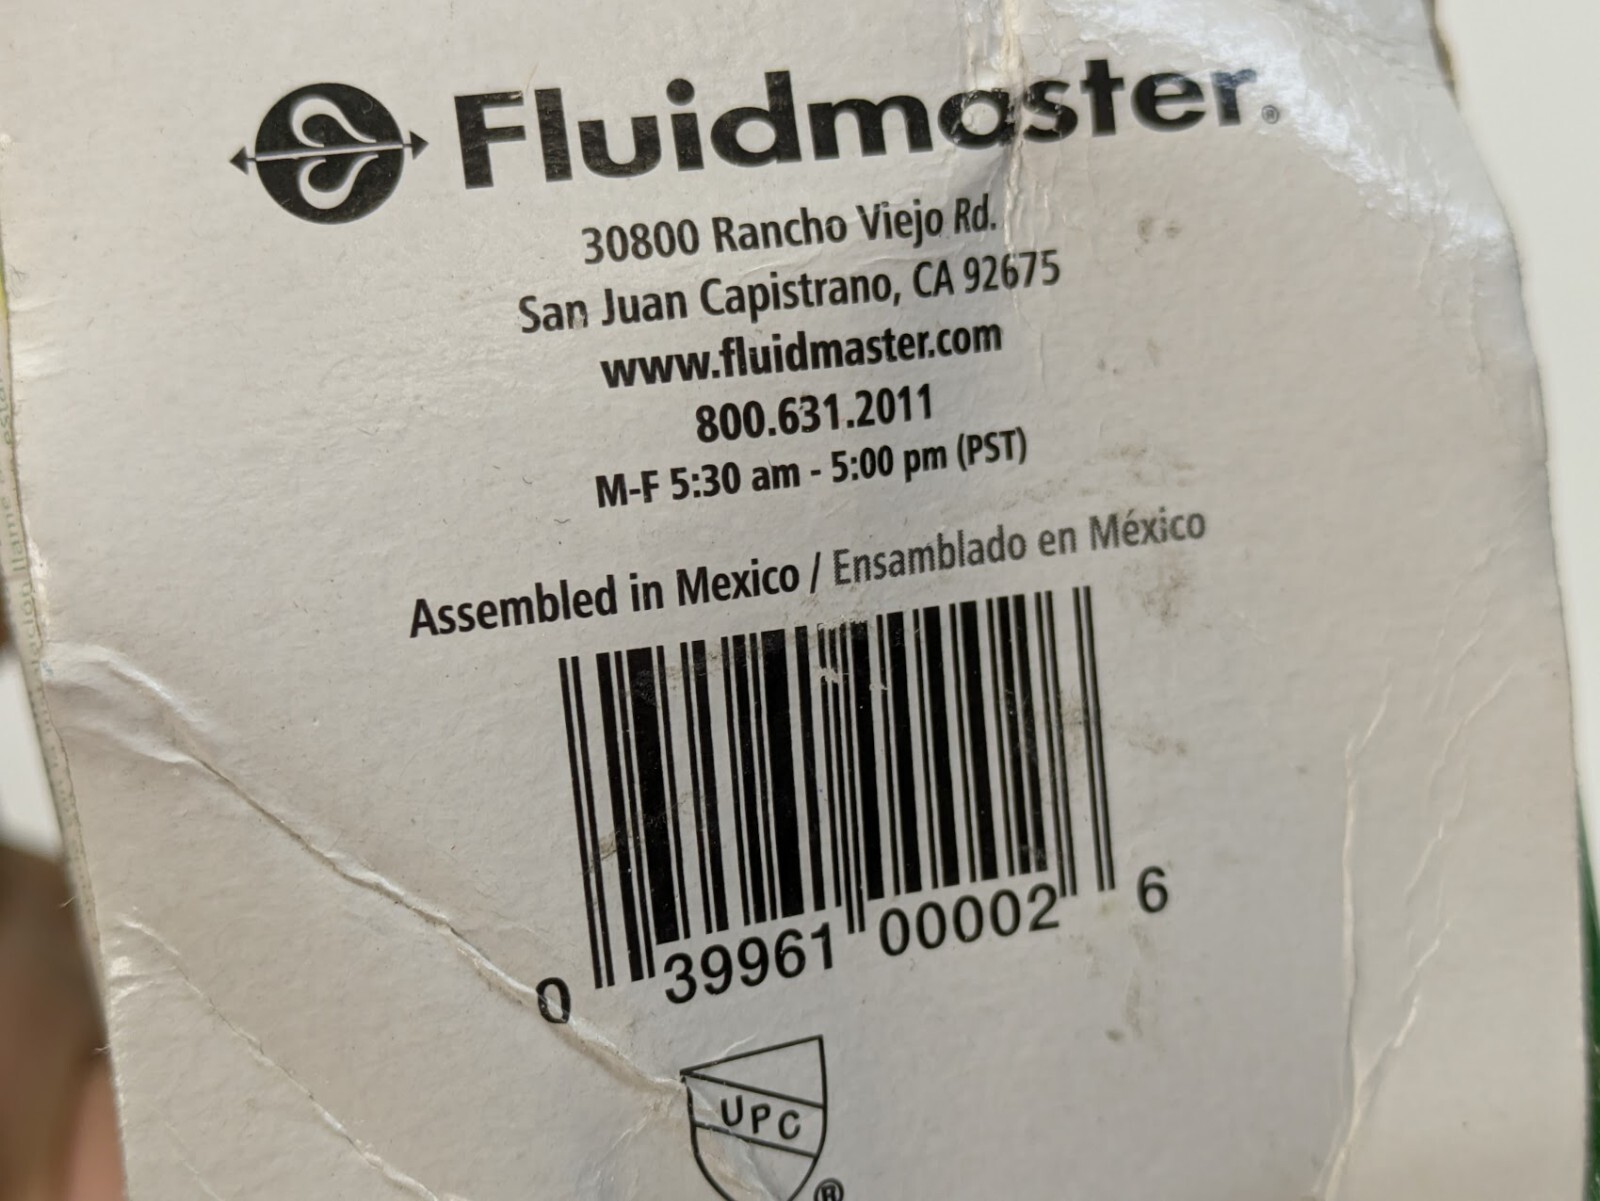 Fluidmaster®
30800 Rancho Viejo Rd.
San Juan Capistrano, CA 92675
www.fluidmaster.com
800.631.2011
M-F 5:30 am - 5:00 pm (PST)
Assembled in Mexico / Ensamblado en México
0 39961 00002 6
UPC
®